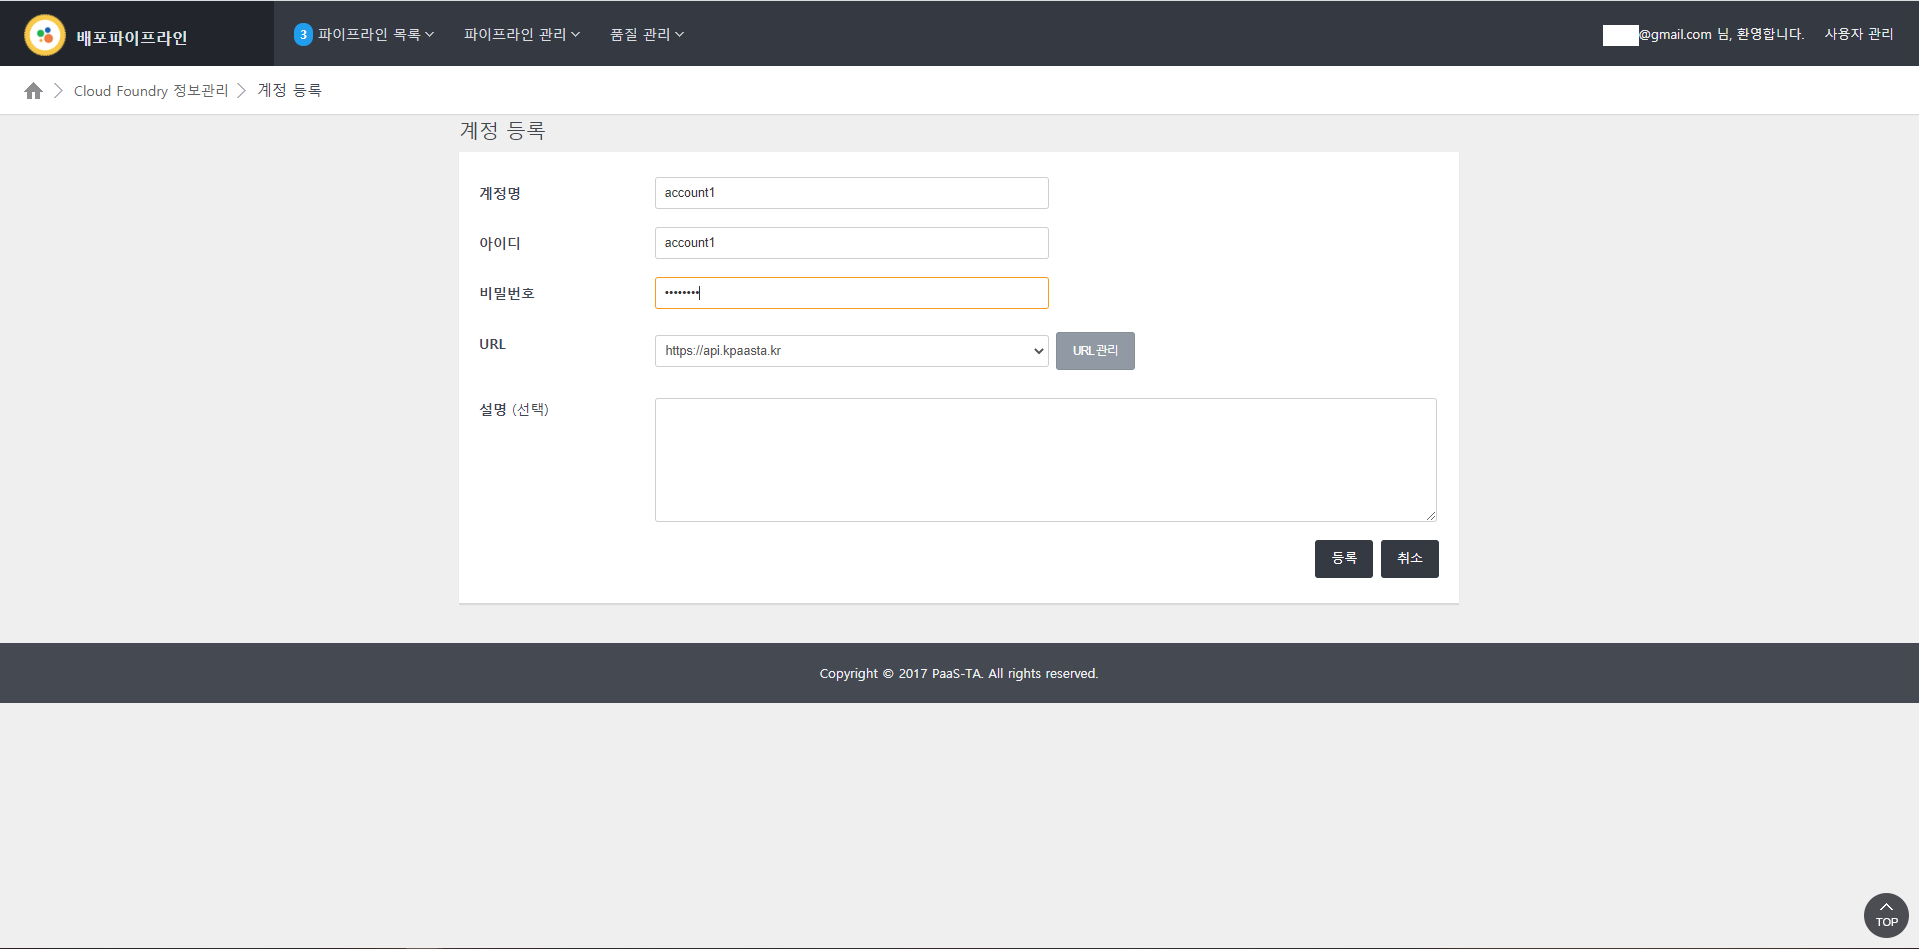 배포파이프라인
3 파이프라인 목록
파이프라인 관리
품질 관리
@gmail.com 님, 환영합니다.
사용자 관리
Cloud Foundry 정보관리
계정 등록
계정 등록
계정명
account1
아이디
account1
비밀번호
••••••••
URL
https://api.kpaasta.kr
URL관리
설명 (선택)
등록
취소
Copyright © 2017 PaaS-TA. All rights reserved.
TOP